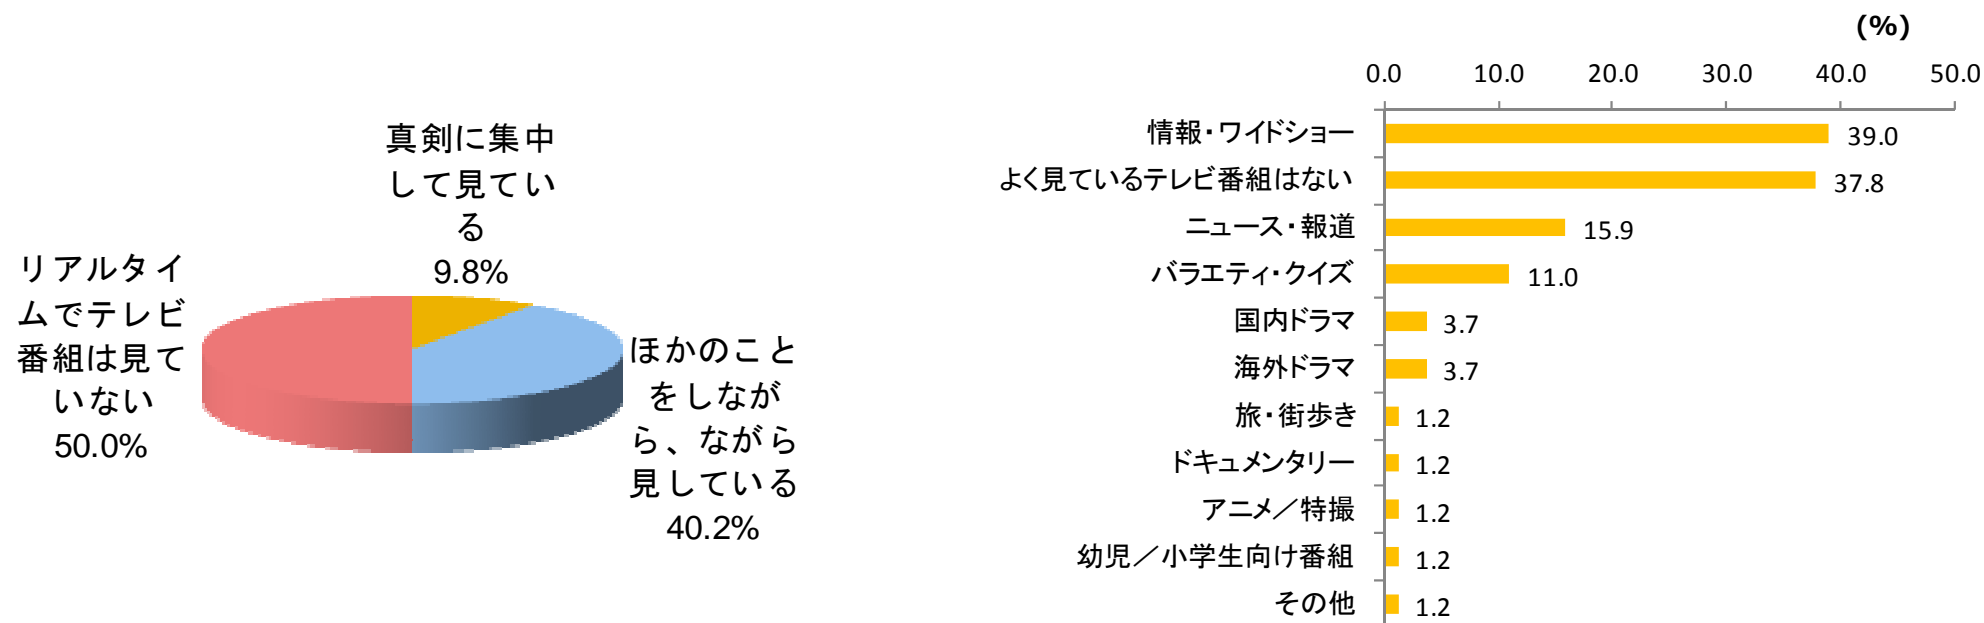 真剣に集中
して見てい
る
9.8%
リアルタイ
ムでテレビ
番組は見て
いない
50.0%
ほかのこと
をしなが
ら、ながら
見している
40.2%
(%)
0.0 10.0 20.0 30.0 40.0 50.0
情報・ワイドショー 39.0
よく見ているテレビ番組はない 37.8
ニュース・報道 15.9
バラエティ・クイズ 11.0
国内ドラマ 3.7
海外ドラマ 3.7
旅・街歩き 1.2
ドキュメンタリー 1.2
アニメ／特撮 1.2
幼児／小学生向け番組 1.2
その他 1.2